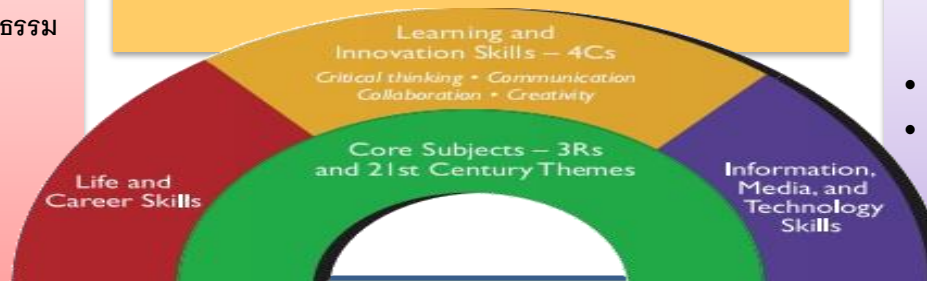 ธรรม
Learning and
Innovation Skills – 4Cs
Critical thinking • Communication
Collaboration • Creativity
Core Subjects – 3Rs
and 21st Century Themes
Life and
Career Skills
Information,
Media, and
Technology
Skills
•
•